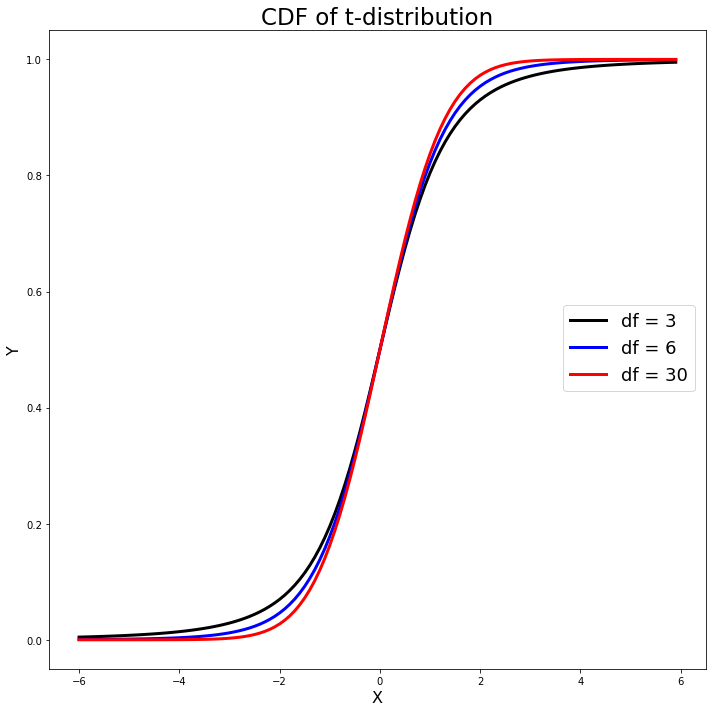 CDF of t-distribution
1.0
0.8
0.6
0.4
0.2
0.0
Y
df = 3
df = 6
df = 30
−6 −4 −2 0 2 4 6
X